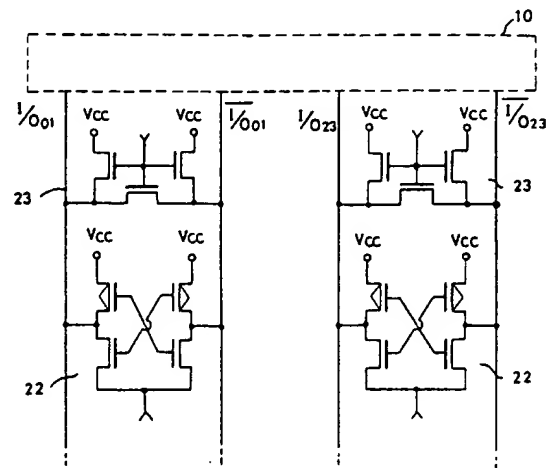 10
I/O01 I/O01 I/O23 I/O23
Vcc Vcc Vcc Vcc
23 23
Vcc Vcc Vcc Vcc
22 22